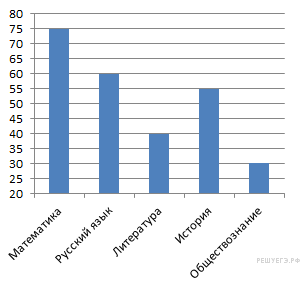 80
75
70
65
60
55
50
45
40
35
30
25
20
Математика
Русский язык
Литература
История
Обществознание
РЕШУЕГЭ.РФ